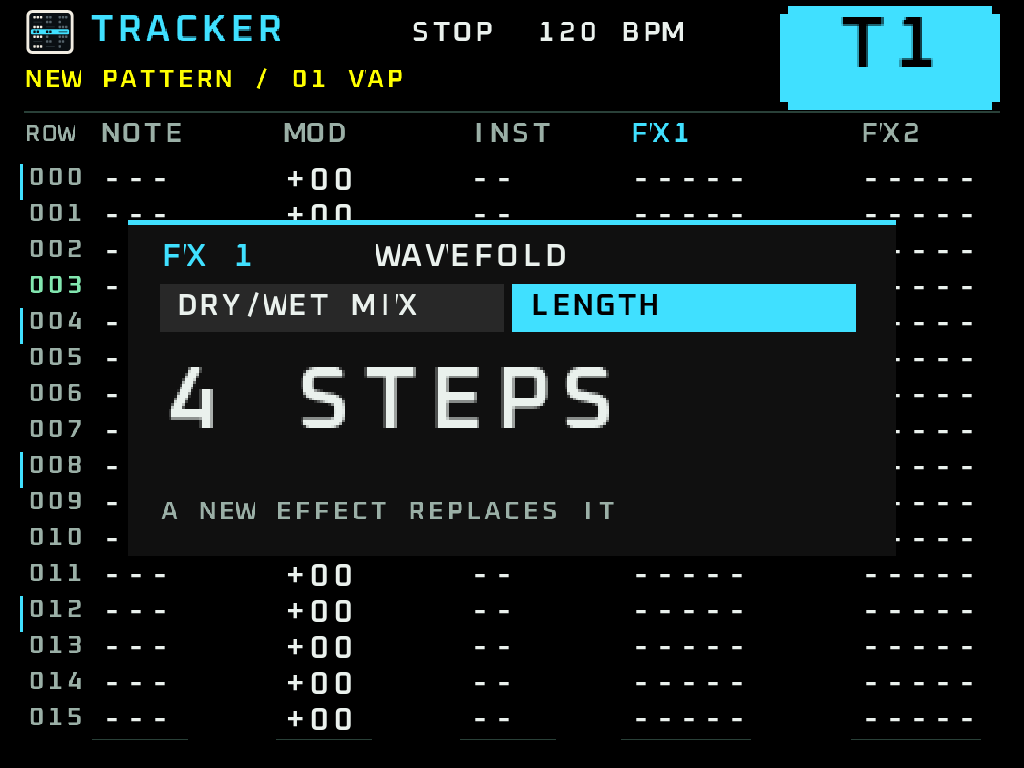 TRACKER STOP 120 BPM T1
NEW PATTERN / 01 VAP
ROW NOTE MOD INST FX1 FX2
000 --- +00 -- ----- -----
001 --- +00 -- ----- -----
002 - -----
FX 1 WAVEFOLD
003 - -----
DRY/WET MIX LENGTH
004 - -----
005 - -----
006 - -----
4 STEPS
007 - -----
008 - -----
009 - -----
A NEW EFFECT REPLACES IT
010 - -----
011 --- +00 -- ----- -----
012 --- +00 -- ----- -----
013 --- +00 -- ----- -----
014 --- +00 -- ----- -----
015 --- +00 -- ----- -----